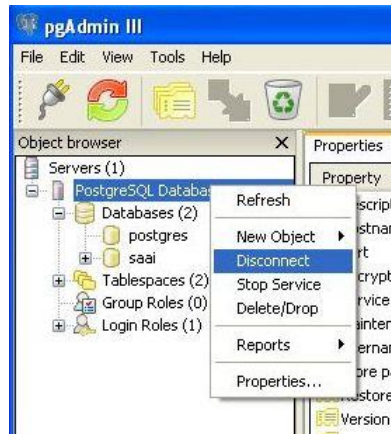 pgAdmin III
File Edit View Tools Help
Object browser X
Properties
Servers (1)
Property
PostgreSQL Databas
Databases (2)
postgres
saai
Tablespaces (2)
Group Roles (0)
Login Roles (1)
Refresh
New Object
Disconnect
Stop Service
Delete/Drop
Reports
Properties...
Version